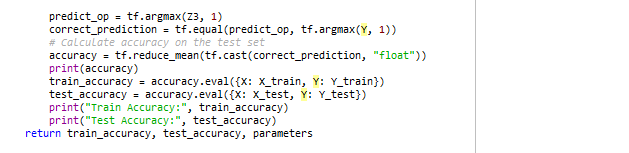 predict_op = tf.argmax(Z3, 1)
correct_prediction = tf.equal(predict_op, tf.argmax(Y, 1))
# Calculate accuracy on the test set
accuracy = tf.reduce_mean(tf.cast(correct_prediction, "float"))
print(accuracy)
train_accuracy = accuracy.eval({X: X_train, Y: Y_train})
test_accuracy = accuracy.eval({X: X_test, Y: Y_test})
print("Train Accuracy:", train_accuracy)
print("Test Accuracy:", test_accuracy)
return train_accuracy, test_accuracy, parameters